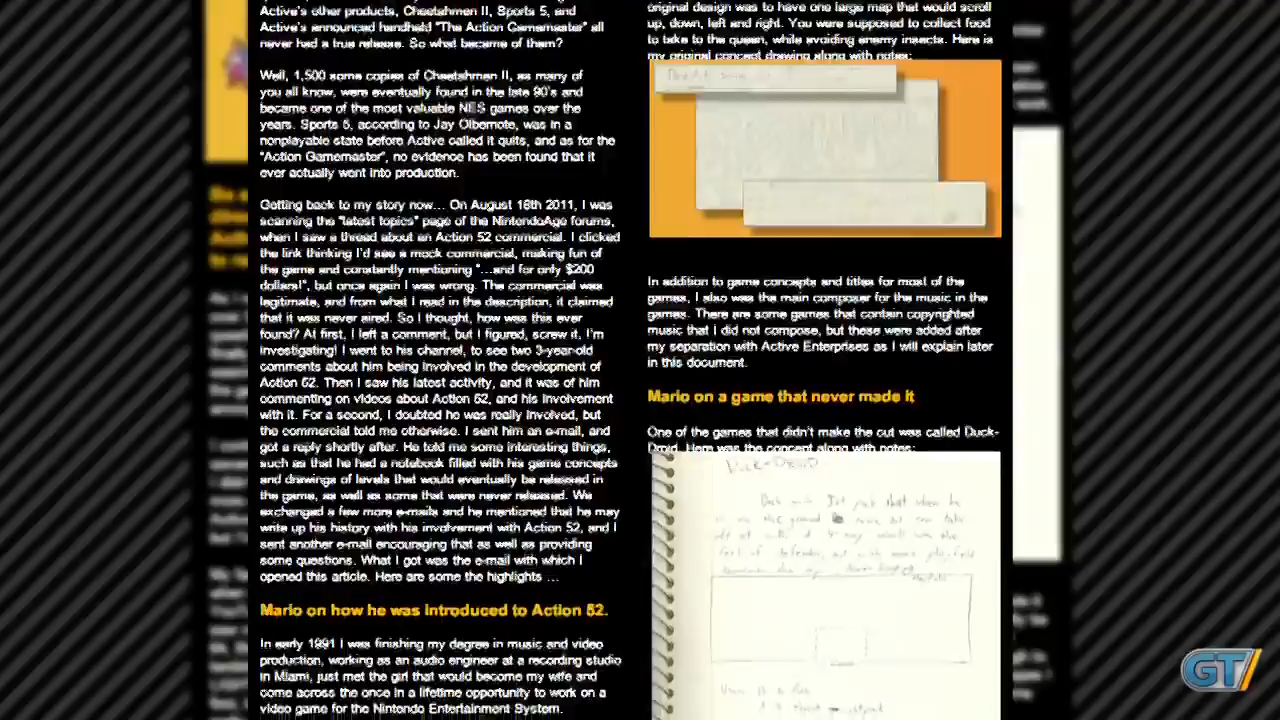 Active's other products, Cheetahmen II, Sports 5, and
Active's announced handheld "The Action Gamemaster" all
never had a true release. So what became of them?
Well, 1,500 some copies of Cheetahmen II, as many of
you all know, were eventually found in the late 90's and
became one of the most valuable NES games over the
years. Sports 5, according to Jay Obernote, was in a
nonplayable state before Active called it quits, and as for the
"Action Gamemaster", no evidence has been found that it
ever actually went into production.
Getting back to my story now... On August 16th 2011, I was
scanning the "latest topics" page of the NintendoAge forums,
when I saw a thread about an Action 52 commercial. I clicked
the link thinking I'd see a mock commercial, making fun of
the game and constantly mentioning "...and for only $200
dollars!", but once again I was wrong. The commercial was
legitimate, and from what I read in the description, it claimed
that it was never aired. So I thought, how was this ever
found? At first, I left a comment, but I figured, screw it, I'm
investigating! I went to his channel, to see two 3-year-old
comments about him being involved in the development of
Action 52. Then I saw his latest activity, and it was of him
commenting on videos about Action 52, and his involvement
with it. For a second, I doubted he was really involved, but
the commercial told me otherwise. I sent him an e-mail, and
got a reply shortly after. He told me some interesting things,
such as that he had a notebook filled with his game concepts
and drawings of levels that would eventually be released in
the game, as well as some that were never released. We
exchanged a few more e-mails and he mentioned that he may
write up his history with his involvement with Action 52, and I
sent another e-mail encouraging that as well as providing
some questions. What I got was the e-mail with which I
opened this article. Here are some the highlights ...
Mario on how he was introduced to Action 52.
In early 1991 I was finishing my degree in music and video
production, working as an audio engineer at a recording studio
in Miami, just met the girl that would become my wife and
come across the once in a lifetime opportunity to work on a
video game for the Nintendo Entertainment System.
original design was to have one large map that would scroll
up, down, left and right. You were supposed to collect food
to take to the queen, while avoiding enemy insects. Here is
my original concept drawing along with notes:
In addition to game concepts and titles for most of the
games, I also was the main composer for the music in the
games. There are some games that contain copyrighted
music that I did not compose, but these were added after
my separation with Active Enterprises as I will explain later
in this document.
Mario on a game that never made it
One of the games that didn't make the cut was called Duck-
Droid. Here was the concept along with notes:
Duck-Droid
GT